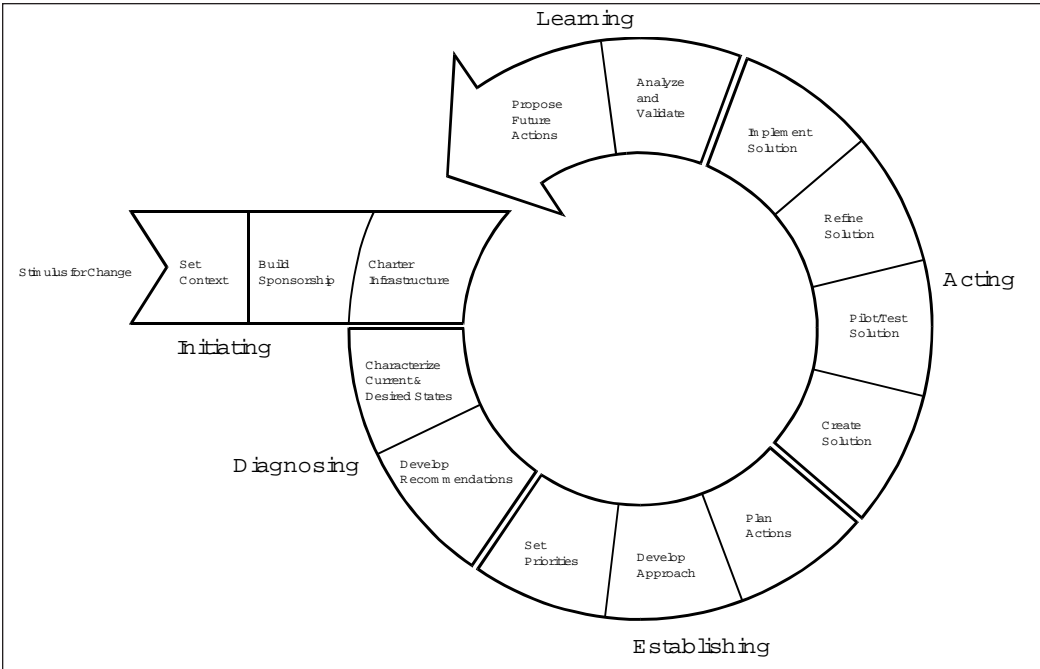 Learning
Analyze
and
Validate
Propose
Future
Actions
Implement
Solution
Refine
Solution
Stimulus for Change
Set
Context
Build
Sponsorship
Charter
Infrastructure
Acting
Pilot/Test
Solution
Initiating
Characterize
Current &
Desired States
Create
Solution
Diagnosing
Develop
Recommendations
Plan
Actions
Set
Priorities
Develop
Approach
Establishing